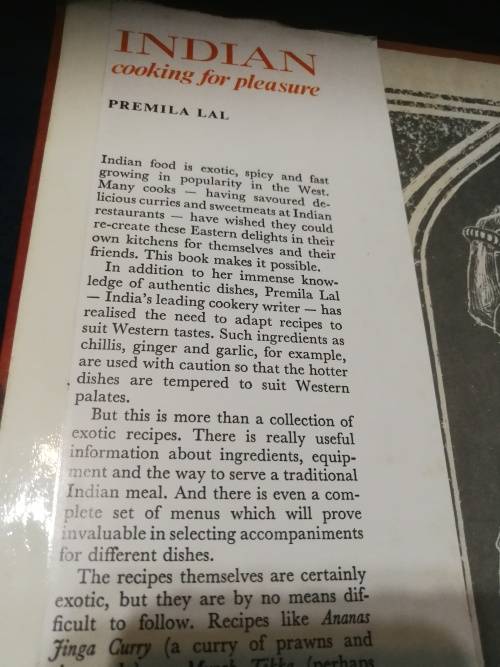 INDIAN
cooking for pleasure
PREMILA LAL
Indian food is exotic, spicy and fast
growing in popularity in the West.
Many cooks — having savoured de-
licious curries and sweetmeats at Indian
restaurants — have wished they could
re-create these Eastern delights in their
own kitchens for themselves and their
friends. This book makes it possible.
In addition to her immense know-
ledge of authentic dishes, Premila Lal
— India's leading cookery writer — has
realised the need to adapt recipes to
suit Western tastes. Such ingredients as
chillis, ginger and garlic, for example,
are used with caution so that the hotter
dishes are tempered to suit Western
palates.
But this is more than a collection of
exotic recipes. There is really useful
information about ingredients, equip-
ment and the way to serve a traditional
Indian meal. And there is even a com-
plete set of menus which will prove
invaluable in selecting accompaniments
for different dishes.
The recipes themselves are certainly
exotic, but they are by no means dif-
ficult to follow. Recipes like Ananas
Jinga Curry (a curry of prawns and
(perhaps